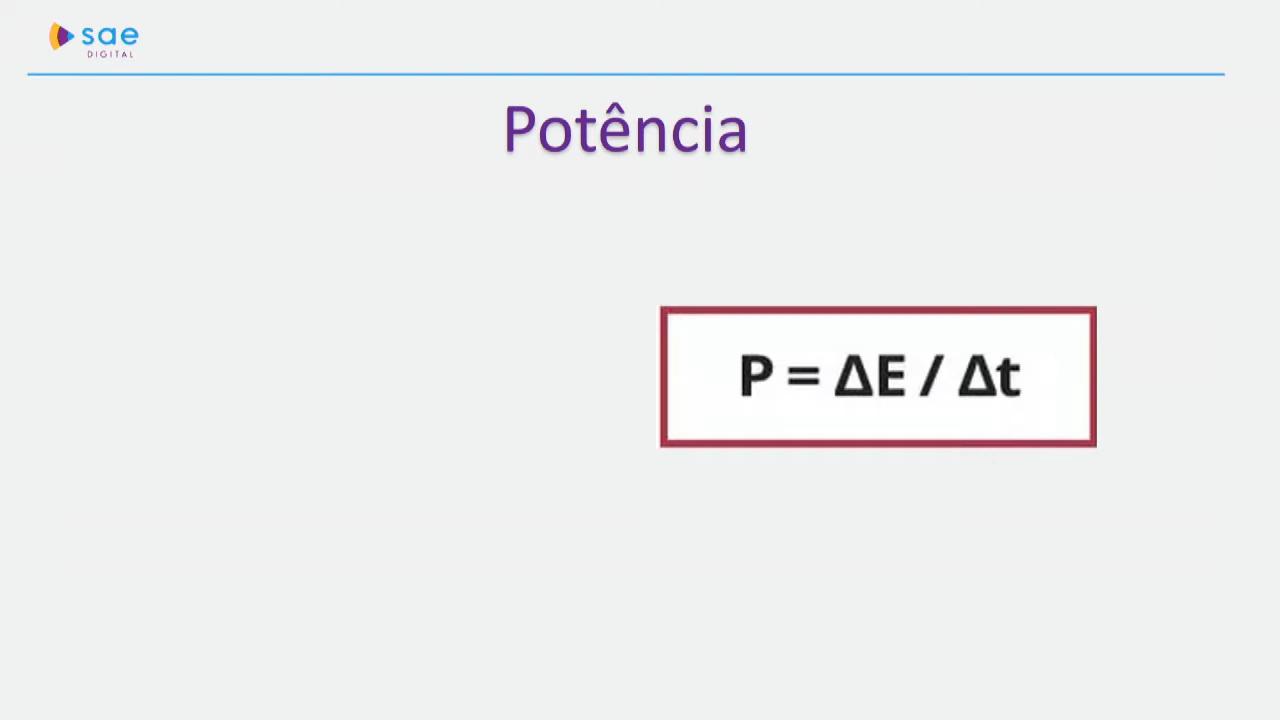 sae
DIGITAL
Potência
P = ΔE / Δt